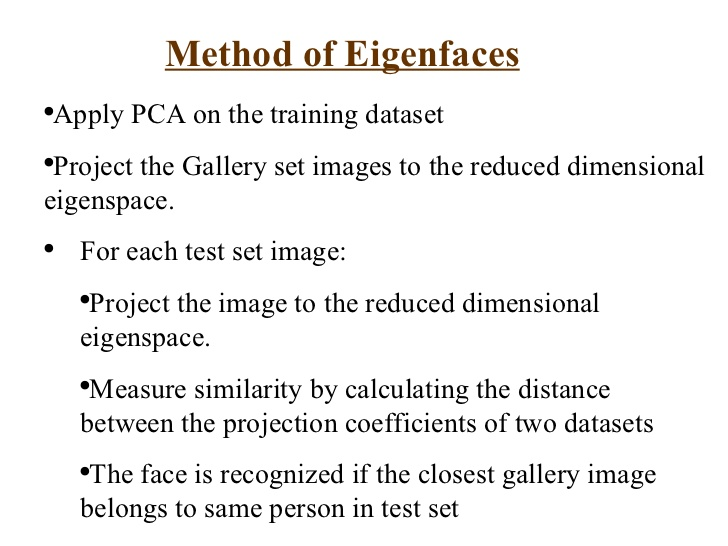 Method of Eigenfaces
•Apply PCA on the training dataset
•Project the Gallery set images to the reduced dimensional
eigenspace.
• For each test set image:
•Project the image to the reduced dimensional
eigenspace.
•Measure similarity by calculating the distance
between the projection coefficients of two datasets
•The face is recognized if the closest gallery image
belongs to same person in test set